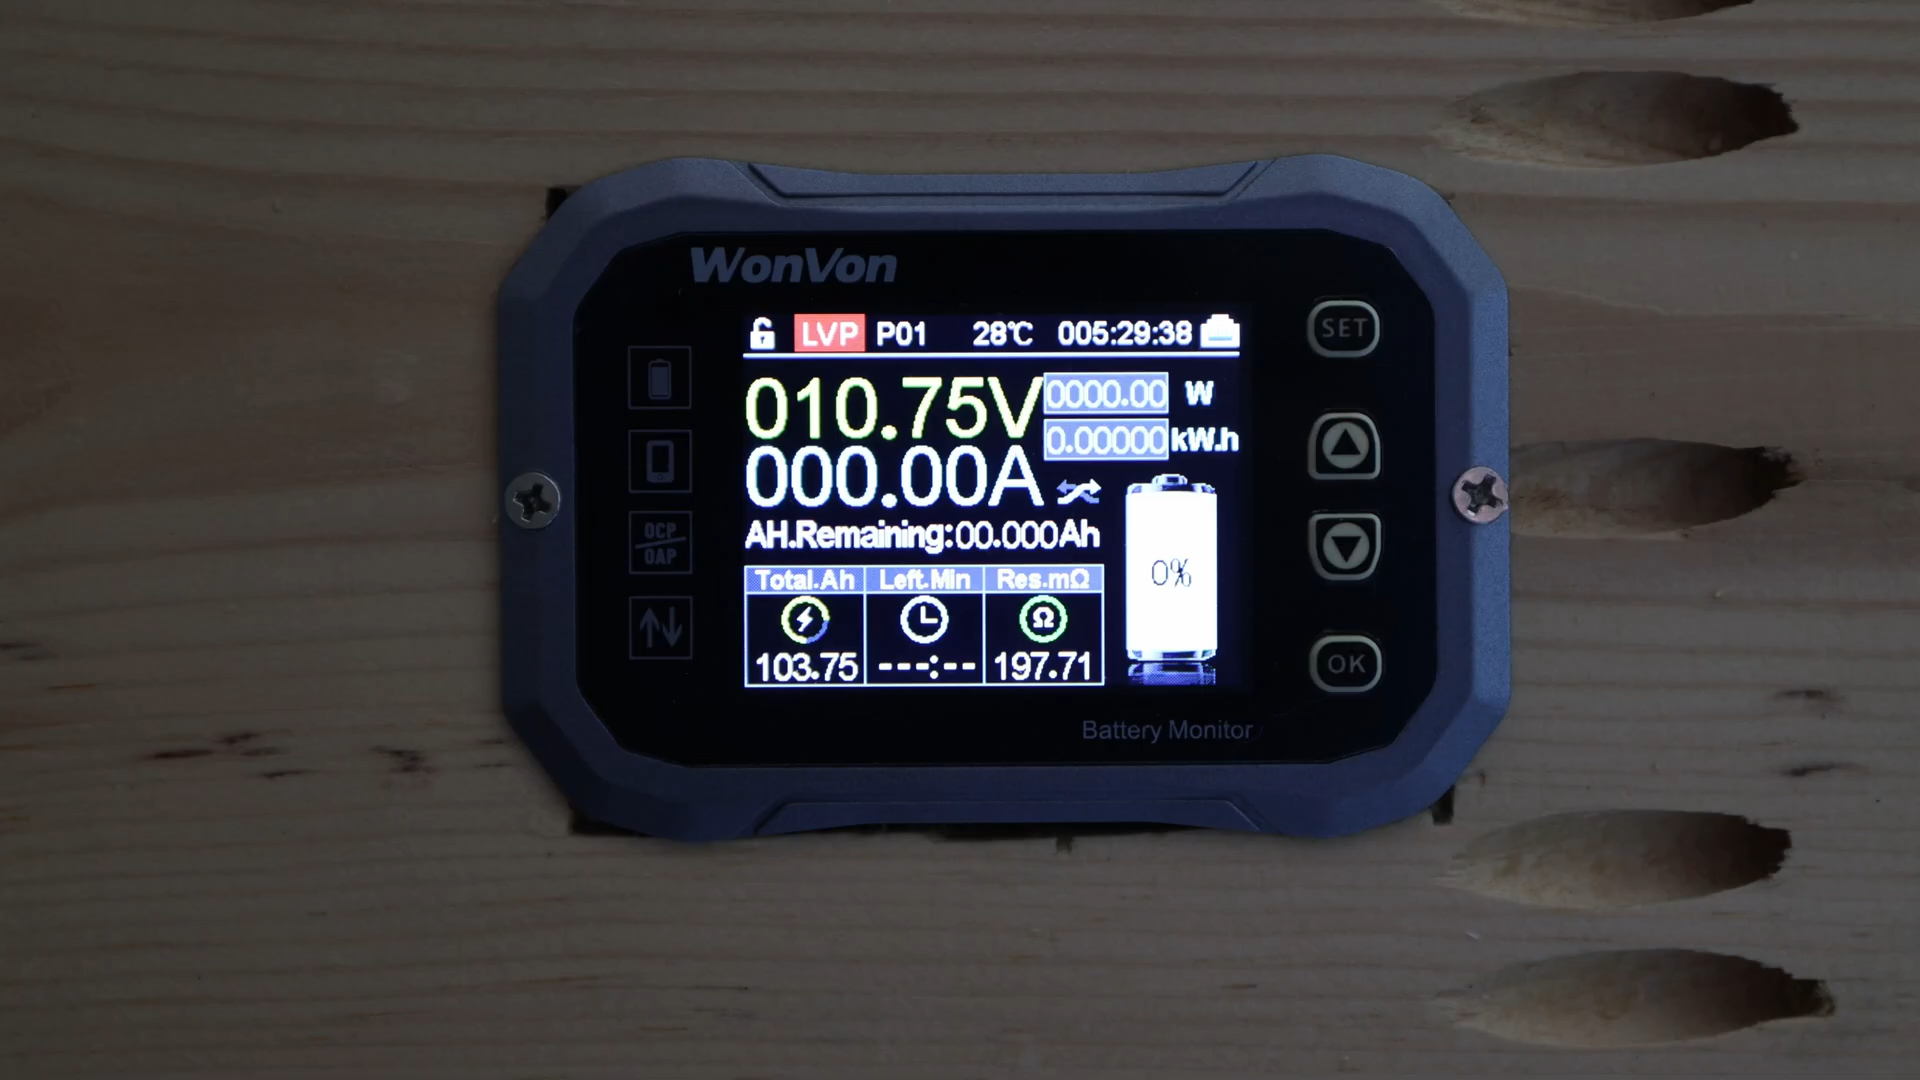 WonVon
LVP P01 28℃ 005:29:38
010.75V 0000.00 W
0.00000 kW.h
000.00A
AH.Remaining:00.000Ah
0%
Total.Ah Left.Min Res.mΩ
Ω
103.75 ---:-- 197.71
OCP
OAP
SET
OK
Battery Monitor